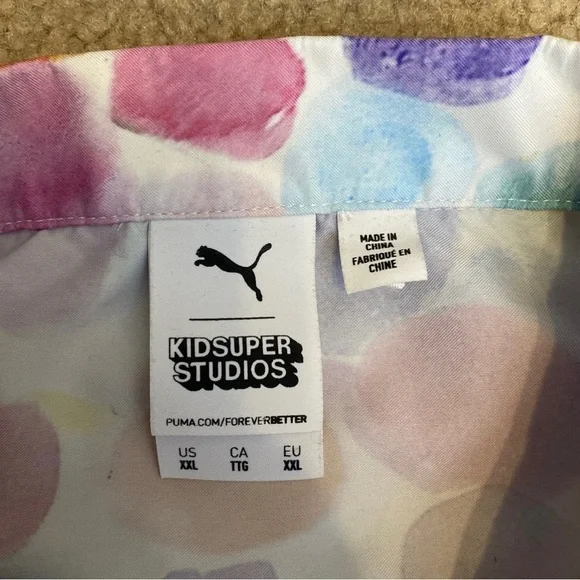 KIDSUPER
STUDIOS
PUMA.COM/FOREVERBETTER
US CA EU
XXL TTG XXL
MADE IN
CHINA
FABRIQUÉ EN
CHINE